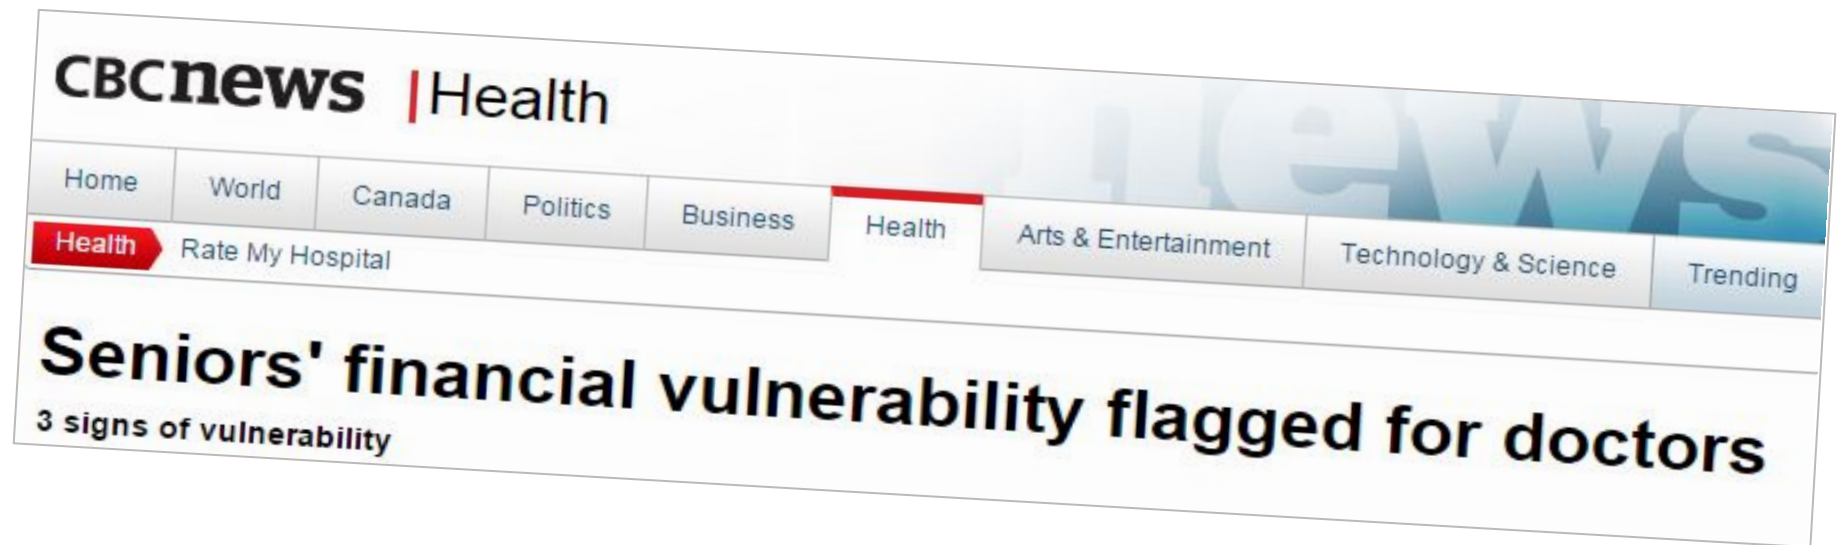 CBCnews | Health
Home World Canada Politics Business Health Arts & Entertainment Technology & Science Trending
Health Rate My Hospital
news
Seniors' financial vulnerability flagged for doctors
3 signs of vulnerability